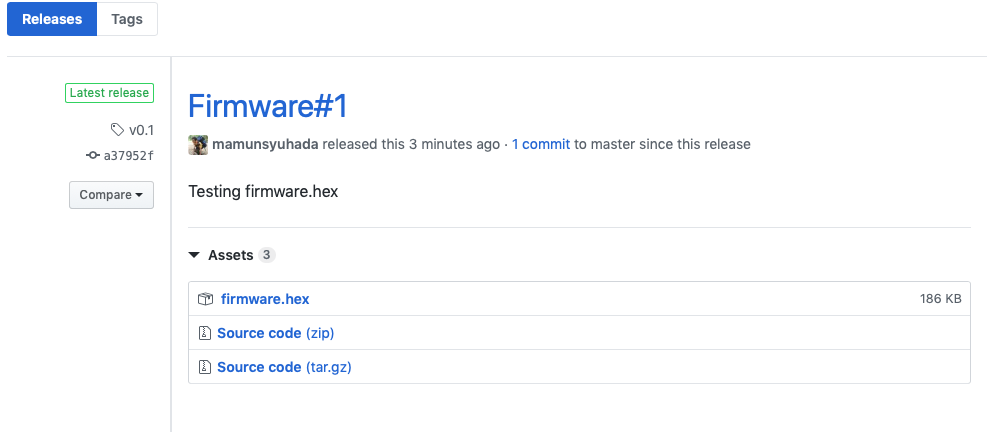 Releases Tags
Latest release
v0.1
a37952f
Compare
Firmware#1
mamunsyuhada released this 3 minutes ago · 1 commit to master since this release
Testing firmware.hex
Assets 3
firmware.hex 186 KB
Source code (zip)
Source code (tar.gz)